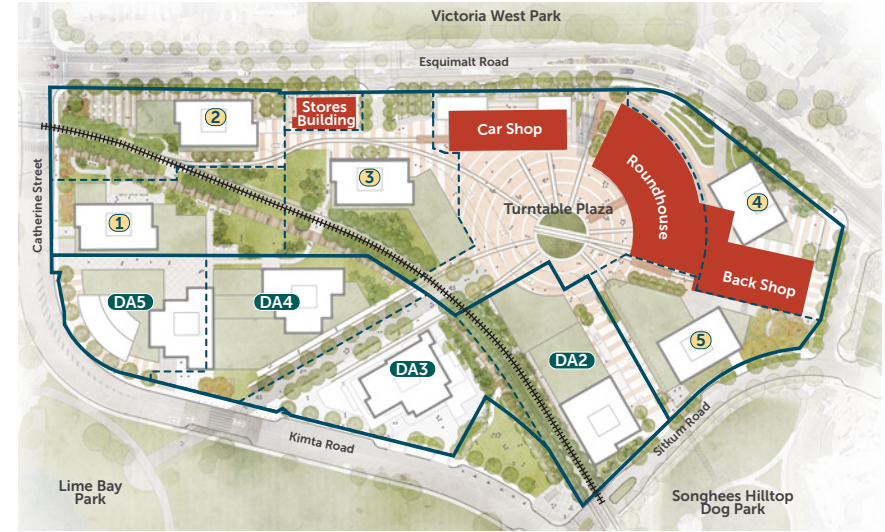 Victoria West Park
Esquimalt Road
Stores
Building
2
Car Shop
Catherine Street
3
Roundhouse
4
1
Turntable Plaza
Back Shop
DA5
DA4
5
DA3
DA2
Kimta Road
Sitkum Road
Lime Bay
Park
Songhees Hilltop
Dog Park